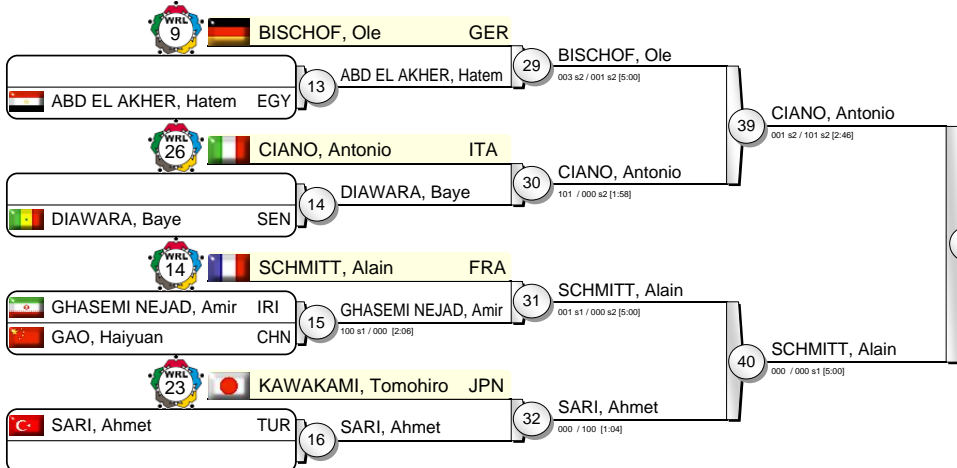 WRL
9
BISCHOF, Ole GER
ABD EL AKHER, Hatem EGY
13
ABD EL AKHER, Hatem
29
BISCHOF, Ole
003 s2 / 001 s2 [5:00]
WRL
26
CIANO, Antonio ITA
DIAWARA, Baye SEN
14
DIAWARA, Baye
30
CIANO, Antonio
101 / 000 s2 [1:58]
39
CIANO, Antonio
001 s2 / 101 s2 [2:46]
WRL
14
SCHMITT, Alain FRA
GHASEMI NEJAD, Amir IRI
GAO, Haiyuan CHN
15
GHASEMI NEJAD, Amir
100 s1 / 000 [2:06]
31
SCHMITT, Alain
001 s1 / 000 s2 [5:00]
WRL
23
KAWAKAMI, Tomohiro JPN
SARI, Ahmet TUR
16
SARI, Ahmet
32
SARI, Ahmet
000 / 100 [1:04]
40
SCHMITT, Alain
000 / 000 s1 [5:00]